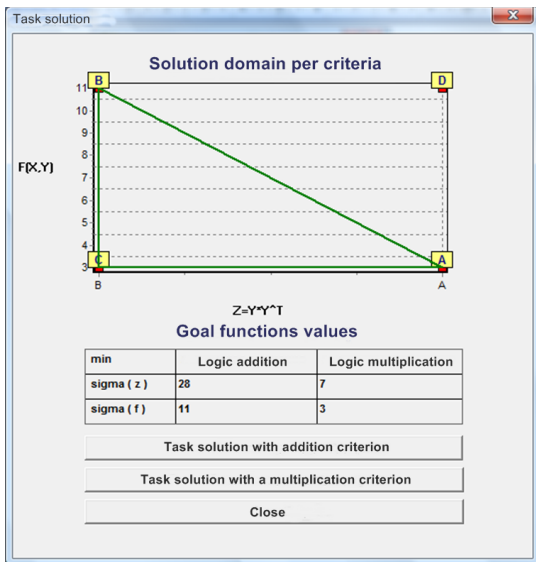 Task solution
X
Solution domain per criteria
B
D
11
10
9
8
F(X,Y)
7
6
5
4
3
C
A
B
A
Z=Y*Y^T
Goal functions values
min Logic addition Logic multiplication
sigma ( z ) 28 7
sigma ( f ) 11 3
Task solution with addition criterion
Task solution with a multiplication criterion
Close